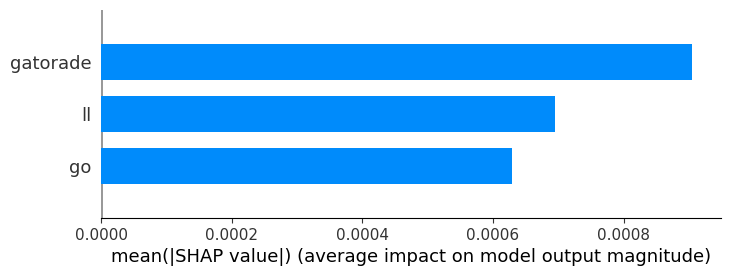 gatorade
ll
go
0.0000 0.0002 0.0004 0.0006 0.0008
mean(|SHAP value|) (average impact on model output magnitude)